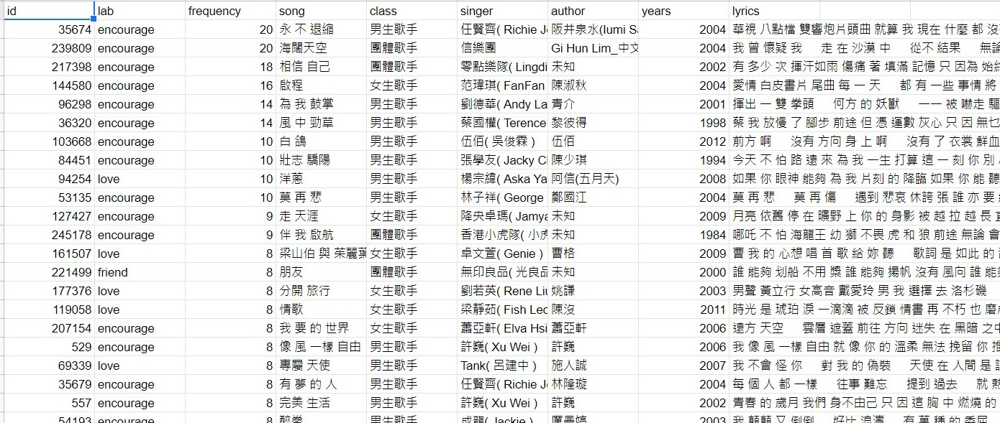 id lab frequency song class singer author years lyrics
35674 encourage 20 永 不 退縮 男生歌手 任賢齊( Richie J 阪井泉水(Iumi S 2004 華視 八點檔 雙響炮片頭曲 就算 我 現在 什麼 都 沒
239809 encourage 20 海闊天空 團體歌手 信樂團 Gi Hun Lim_中文 2004 我 曾 懷疑 我 走 在 沙漠 中 從不 結果 無論
217398 encourage 18 相信 自己 團體歌手 零點樂隊( Lingdi 未知 2002 有 多少 次 揮汗如雨 傷痛 著 填滿 記憶 只 因為 始終
144580 encourage 16 啟程 女生歌手 范瑋琪( FanFan 陳淑秋 2004 愛情 白皮書片 尾曲 每 一 天 都 有 一些 事情 將
96298 encourage 14 為 我 鼓掌 男生歌手 劉德華( Andy La 青介 2001 揮出 一 雙 拳頭 何方 的 妖獸 一一 被 嚇走 驅
36320 encourage 14 風 中 勁草 男生歌手 蔡國權( Terence 黎彼得 1998 蔡 我 放慢 了 腳步 前途 但 憑 運數 灰心 只 因 無
103668 encourage 10 白 鴿 男生歌手 伍佰( 吳俊霖 ) 伍佰 2012 前方 啊 沒有 方向 身 上 啊 沒有 了 衣裳 鮮血
84451 encourage 10 壯志 驕陽 男生歌手 張學友( Jacky C 陳少琪 1994 今天 不 怕 路 遠 來 為 我 一生 打算 這 一 刻 你 別
94254 love 10 洋蔥 男生歌手 楊宗緯( Aska Ya 阿信(五月天) 2008 如果 你 眼神 能夠 為 我 片刻 的 降臨 如果 你 能 聽
53135 encourage 10 莫 再 悲 男生歌手 林子祥( George 鄭國江 2004 莫 再 悲 莫 再 傷 遇到 悲哀 休誇 張 誰 亦 要
127427 encourage 9 走 天涯 女生歌手 降央卓瑪( Jamya 未知 2009 月亮 依舊 停 在 曠野 上 你 的 身影 被 越 拉 越 長
245178 encourage 9 伴 我 啟航 團體歌手 香港小虎隊( 小 未知 1984 哪吒 不 怕 海龍王 幼 獅 不畏 虎 和 狼 前途 無論 會
161507 love 8 梁山伯 與 茱麗葉 女生歌手 卓文萱( Genie ) 曹格 2009 曹 我 的 心想 唱 首 歌 給 妳 聽 歌詞 是 如此 的
221499 friend 8 朋友 團體歌手 無印良品( 光良品 未知 2000 誰 能夠 划船 不用 槳 誰 能夠 揚帆 沒有 風向 誰 能
177376 love 8 分開 旅行 女生歌手 劉若英( Rene Liu 姚謙 2003 男聲 黃立行 女高音 戴愛玲 男 我 選擇 去 洛杉磯
119058 love 8 情歌 女生歌手 梁靜茹( Fish Leo 陳沒 2011 時光 是 琥珀 淚 一滴滴 被 反鎖 情書 再 不朽 也 磨
207154 encourage 8 我 要 的 世界 女生歌手 蕭亞軒( Elva Hsi 蕭亞軒 2006 遠方 天空 雲層 遮蓋 前往 方向 迷失 在 黑暗 之中
529 encourage 8 像 風 一樣 自由 男生歌手 許巍( Xu Wei ) 許巍 2006 我 像 風 一樣 自由 就 像 你 的 溫柔 無法 挽留 你 推
69339 love 8 專屬 天使 男生歌手 Tank( 呂建中 ) 施人誠 2007 我 不會 怪 你 對 我 的 偽裝 天使 在 人間 是
35679 encourage 8 有 夢 的 人 男生歌手 任賢齊( Richie J 林隆璇 2004 每 個 人 都 一樣 往事 難忘 提到 過去 就
557 encourage 8 完美 生活 男生歌手 許巍( Xu Wei ) 許巍 2002 青春 的 歲月 我們 身不由己 只 因 這 胸 中 燃燒 的
54193 encourage 8 醉拳 男生歌手 成龍( Jackie ) 2003 我 顛顛 又 倒倒 好比 浪濤 有 萬 種 的 委屈